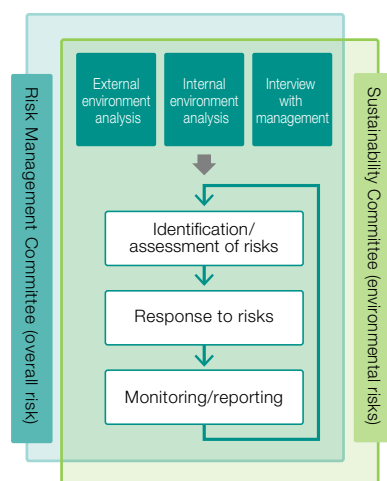 External
environment
analysis
Internal
environment
analysis
Interview
with
management
Risk Management Committee (overall risk)
Sustainability Committee (environmental risks)
Identification/
assessment of risks
Response to risks
Monitoring/reporting